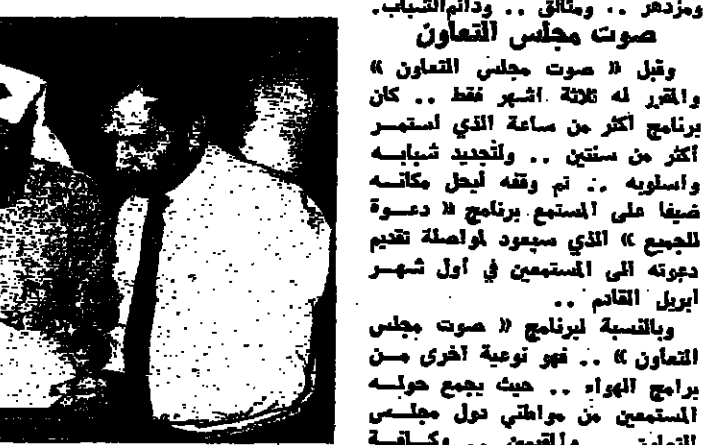 ومزدهر .. ومتألق .. ودائم الشباب.
صوت مجلس التعاون
وقبل « صوت مجلس التعاون »
والمقرر له ثلاثة اشهر فقط .. كان
برنامج أكثر من ساعة الذي استمر
أكثر من سنتين .. ولتجديد شبابه
واسلوبه .. تم وقفه ليحل مكانه
ضيفا على المستمع برنامج « دعوة
للجميع » الذي سيعود لمواصلة تقديم
دعوته الى المستمعين في أول شهر
ابريل القادم ..
وبالنسبة لبرنامج « صوت مجلس
التعاون » .. فهو نوعية أخرى من
برامج الهواء .. حيث يجمع حوله
المستمعين من مواطني دول مجلس
التعاون .. والمقيمين .. وكافة